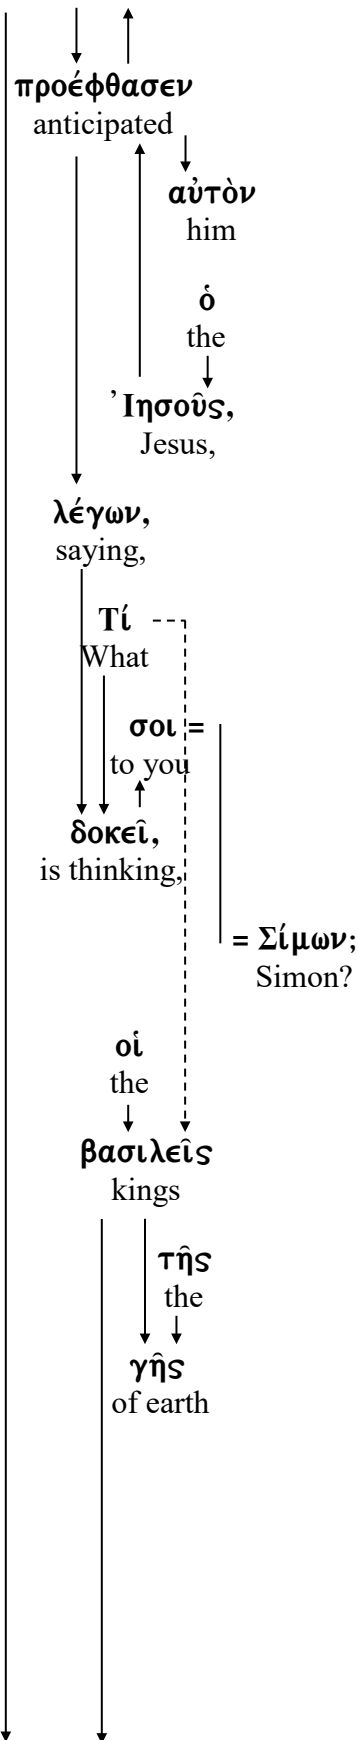 προέφθασεν
anticipated
αὐτὸν
him
ὁ
the
Ἰησοῦς,
Jesus,
λέγων,
saying,
Τί
What
σοι =
to you
δοκεῖ,
is thinking,
= Σίμων;
Simon?
οἱ
the
βασιλεῖς
kings
τῆς
the
γῆς
of earth